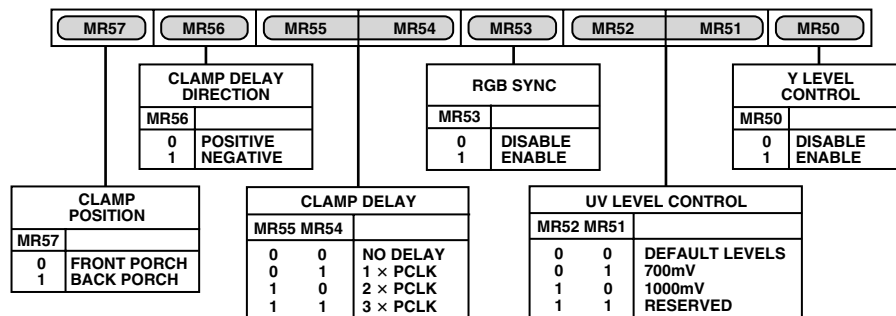 MR57 MR56 MR55 MR54 MR53 MR52 MR51 MR50
CLAMP DELAY
DIRECTION
MR56
0 POSITIVE
1 NEGATIVE
RGB SYNC
MR53
0 DISABLE
1 ENABLE
Y LEVEL
CONTROL
MR50
0 DISABLE
1 ENABLE
CLAMP
POSITION
MR57
0 FRONT PORCH
1 BACK PORCH
CLAMP DELAY
MR55 MR54
0 0 NO DELAY
0 1 1 × PCLK
1 0 2 × PCLK
1 1 3 × PCLK
UV LEVEL CONTROL
MR52 MR51
0 0 DEFAULT LEVELS
0 1 700mV
1 0 1000mV
1 1 RESERVED